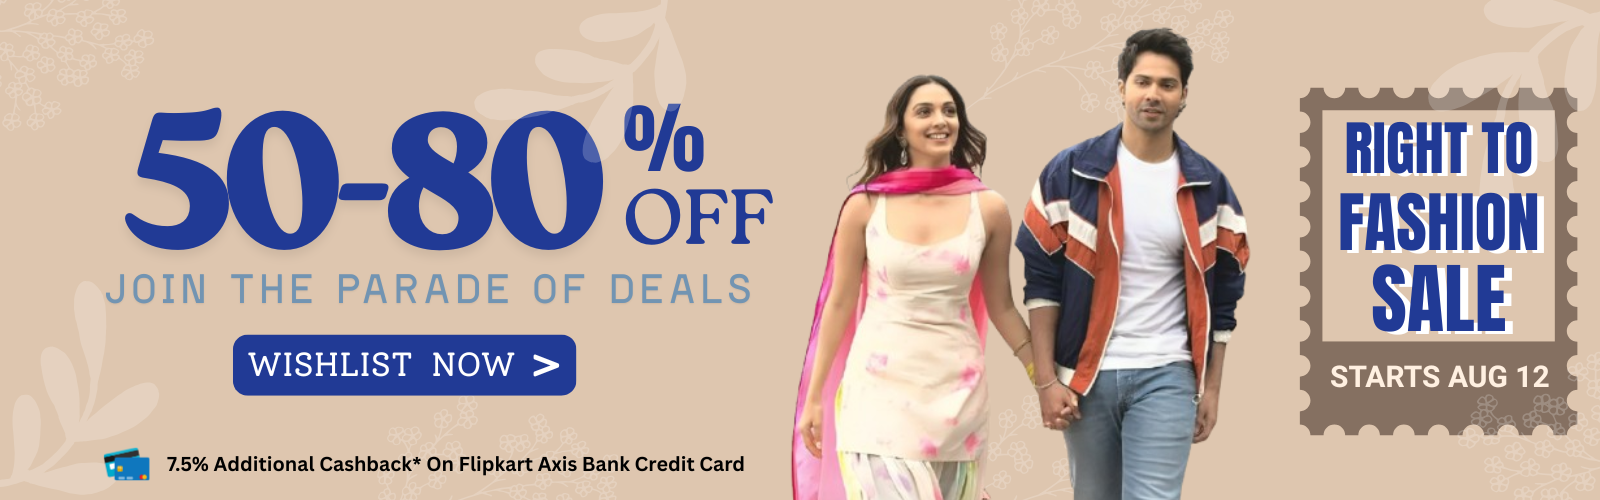 50-80% OFF
JOIN THE PARADE OF DEALS
WISHLIST NOW >
7.5% Additional Cashback* On Flipkart Axis Bank Credit Card
RIGHT TO
FASHION
SALE
STARTS AUG 12